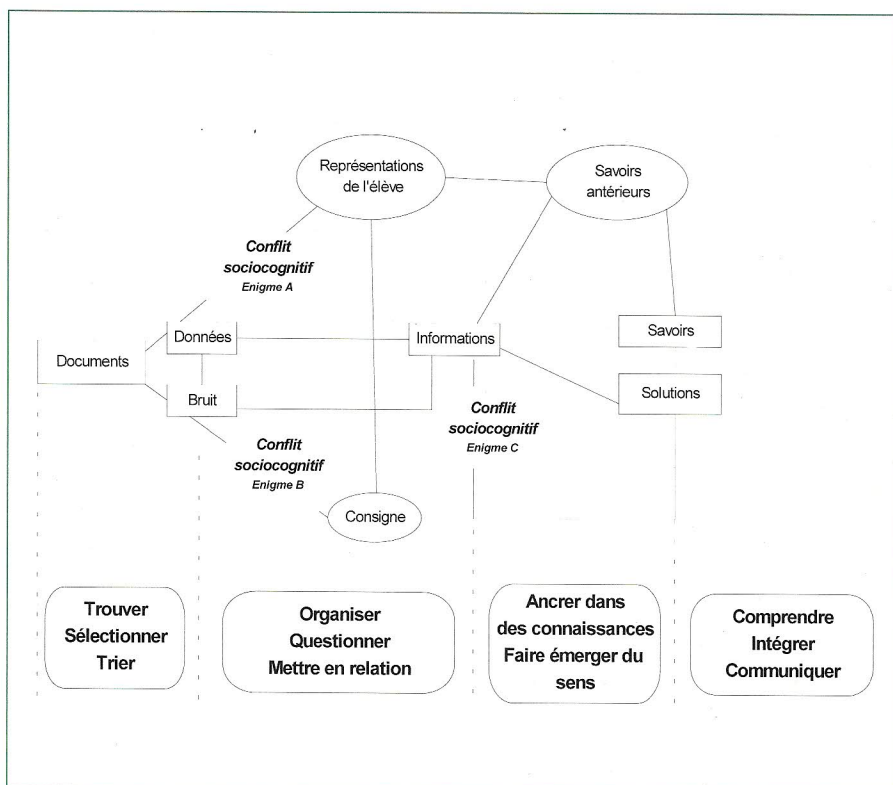 Représentations
de l'élève
Savoirs
antérieurs
Conflit
sociocognitif
Enigme A
Données
Informations
Savoirs
Documents
Bruit
Solutions
Conflit
sociocognitif
Enigme C
Conflit
sociocognitif
Enigme B
Consigne
Trouver
Sélectionner
Trier
Organiser
Questionner
Mettre en relation
Ancrer dans
des connaissances
Faire émerger du
sens
Comprendre
Intégrer
Communiquer